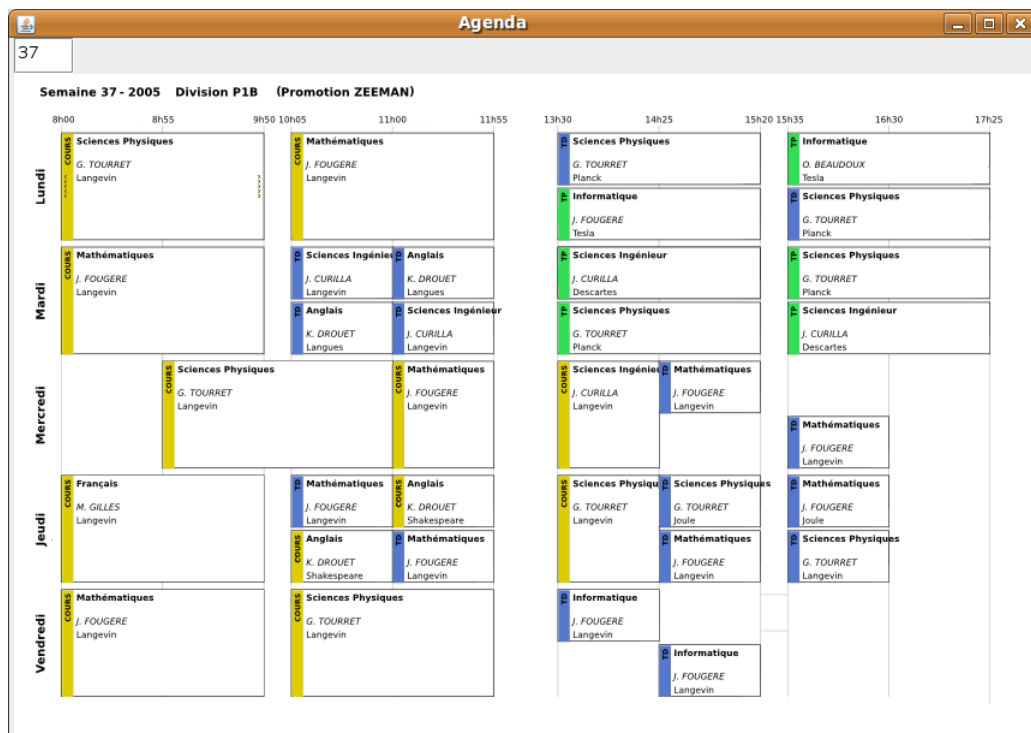 Agenda
37
Semaine 37 - 2005 Division P1B (Promotion ZEEMAN)
8h00 8h55 9h50 10h05 11h00 11h55 13h30 14h25 15h20 15h35 16h30 17h25
Lundi
COURS
Sciences Physiques
G. TOURRET
Langevin
COURS
Mathématiques
J. FOUGERE
Langevin
TD
Sciences Physiques
G. TOURRET
Planck
TP
Informatique
J. FOUGERE
Tesla
TP
Informatique
O. BEAUDOUX
Tesla
TD
Sciences Physiques
G. TOURRET
Planck
Mardi
COURS
Mathématiques
J. FOUGERE
Langevin
TD
Sciences Ingénieu
J. CURILLA
Langevin
TD
Anglais
K. DROUET
Langues
TD
Anglais
K. DROUET
Langues
TD
Sciences Ingénieur
J. CURILLA
Langevin
TP
Sciences Ingénieur
J. CURILLA
Descartes
TP
Sciences Physiques
G. TOURRET
Planck
TP
Sciences Physiques
G. TOURRET
Planck
TP
Sciences Ingénieur
J. CURILLA
Descartes
Mercredi
COURS
Sciences Physiques
G. TOURRET
Langevin
COURS
Mathématiques
J. FOUGERE
Langevin
COURS
Sciences Ingénieu
J. CURILLA
Langevin
TD
Mathématiques
J. FOUGERE
Langevin
TD
Mathématiques
J. FOUGERE
Langevin
Jeudi
COURS
Français
M. GILLES
Langevin
TD
Mathématiques
J. FOUGERE
Langevin
COURS
Anglais
K. DROUET
Shakespeare
COURS
Anglais
K. DROUET
Shakespeare
TD
Mathématiques
J. FOUGERE
Langevin
COURS
Sciences Physiqu
G. TOURRET
Langevin
TD
Sciences Physiques
G. TOURRET
Joule
TD
Mathématiques
J. FOUGERE
Langevin
TD
Mathématiques
J. FOUGERE
Joule
TD
Sciences Physiques
G. TOURRET
Langevin
Vendredi
COURS
Mathématiques
J. FOUGERE
Langevin
COURS
Sciences Physiques
G. TOURRET
Langevin
TD
Informatique
J. FOUGERE
Langevin
TD
Informatique
J. FOUGERE
Langevin